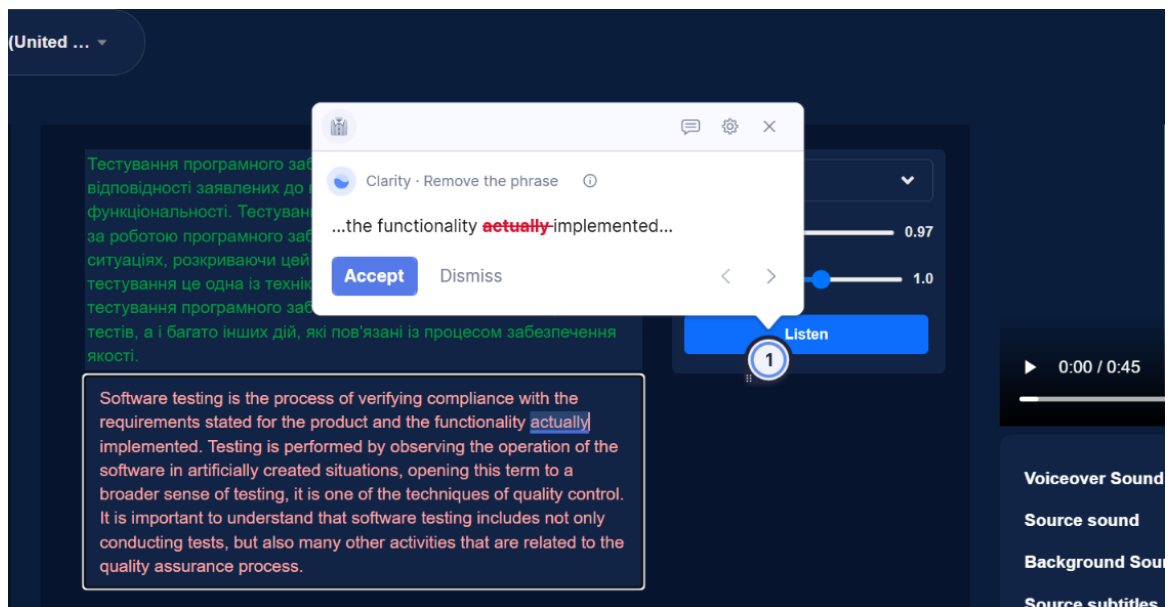 (United ...
Clarity · Remove the phrase
...the functionality actually implemented...
Accept
Dismiss
Тестування програмного
відповідності заявлених до
функціональності.
за роботою програмного
ситуаціях, розкриваючи цей
тестування це одна із
тестування програмного
тестів, а і багато інших дій, які пов'язані із процесом забезпечення
якості.
0.97
1.0
Listen
1
0:00 / 0:45
Software testing is the process of verifying compliance with the
requirements stated for the product and the functionality actually
implemented. Testing is performed by observing the operation of the
software in artificially created situations, opening this term to a
broader sense of testing, it is one of the techniques of quality control.
It is important to understand that software testing includes not only
conducting tests, but also many other activities that are related to the
quality assurance process.
Voiceover Sound
Source sound
Background
Source subtitles